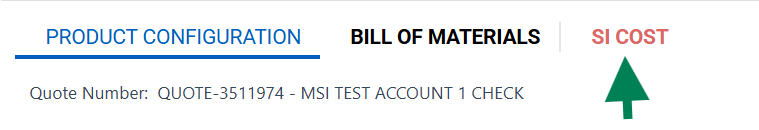 PRODUCT CONFIGURATION BILL OF MATERIALS SI COST
Quote Number: QUOTE-3511974 - MSI TEST ACCOUNT 1 CHECK